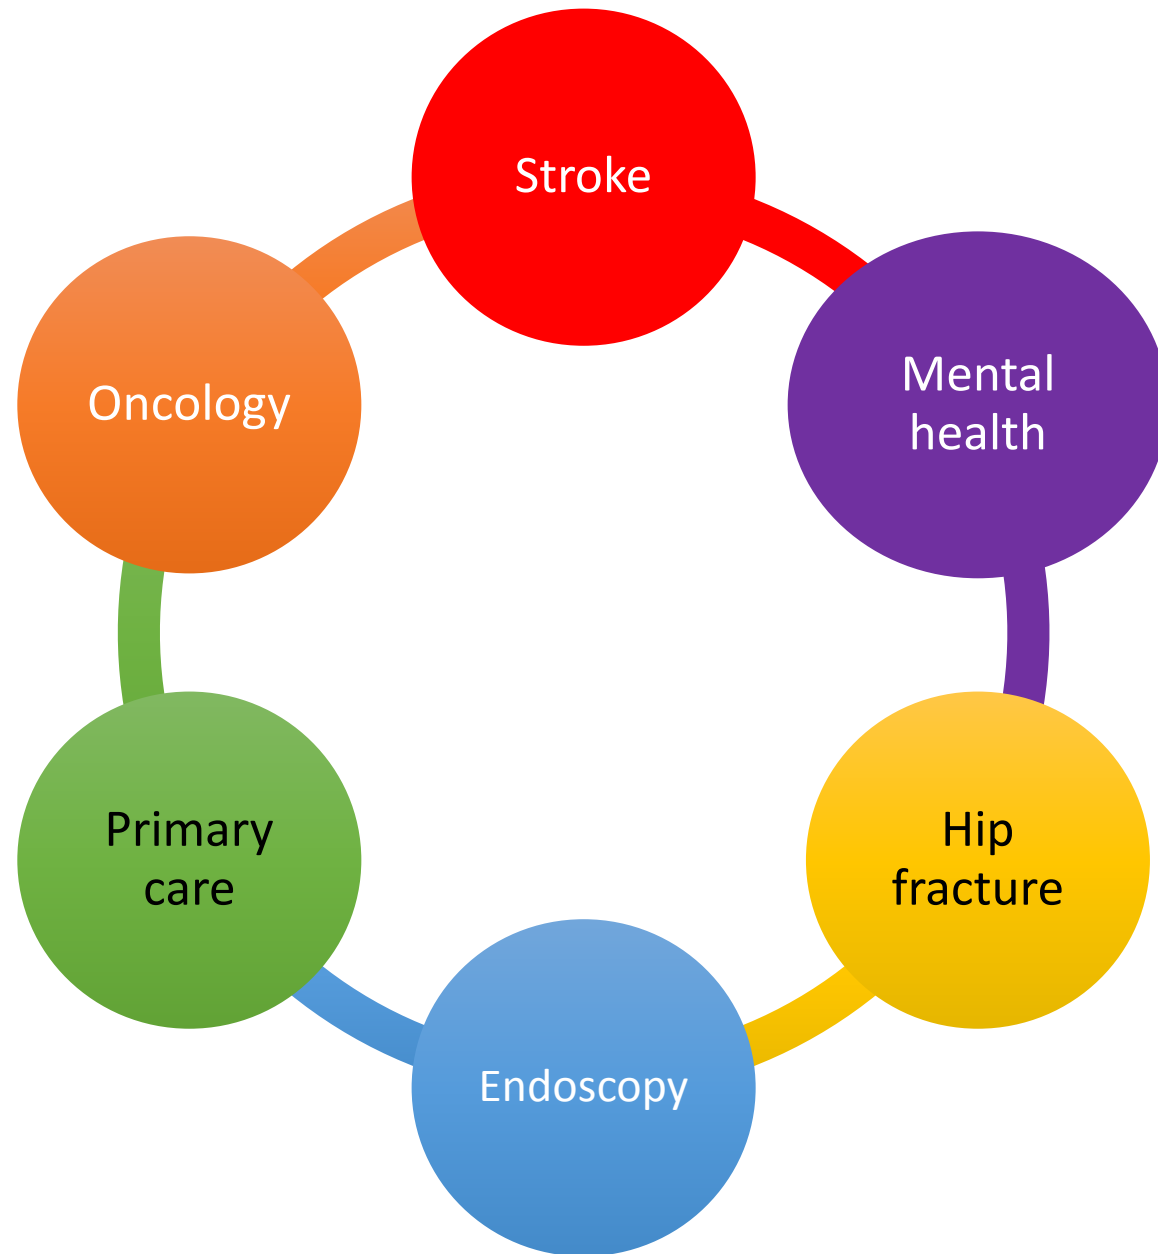 Stroke
Mental
health
Hip
fracture
Endoscopy
Primary
care
Oncology